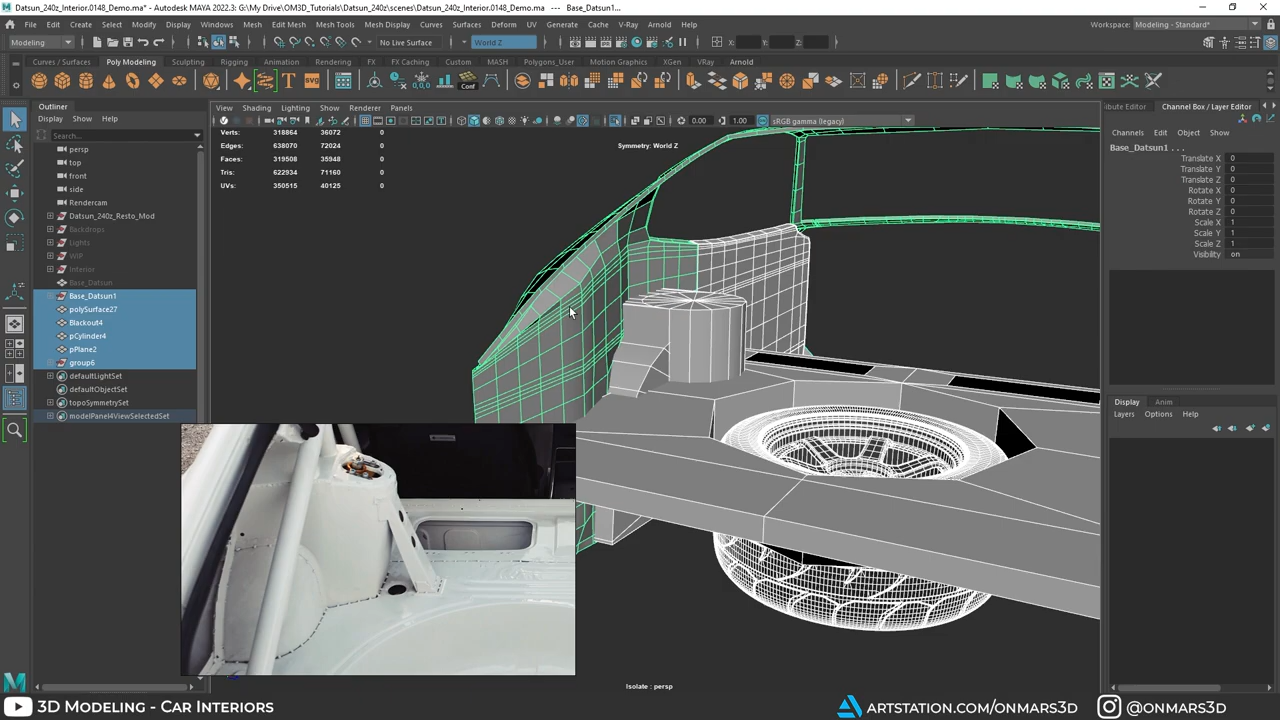 Datsun_240z_Interior.0148_Demo.ma* - Autodesk MAYA 2022.3: G:\My Drive\OM3D_Tutorials\Datsun_240z\scenes\Datsun_240z_Interior.0148_Demo.ma --- Base_Datsun1...
File Edit Create Select Modify Display Windows Mesh Edit Mesh Mesh Tools Mesh Display Curves Surfaces Deform UV Generate Cache V-Ray Arnold Help
Workspace: Modeling - Standard*
Modeling
No Live Surface
World Z
X: Y: Z:
Curves / Surfaces Poly Modeling Sculpting Rigging Animation Rendering FX FX Caching Custom MASH Polygons_User Motion Graphics XGen VRay Arnold
Outliner
Display Show Help
Search...
persp
top
front
side
Rendercam
Datsun_240z_Resto_Mod
Backdrops
Lights
WIP
Interior
Base_Datsun
Base_Datsun1
polySurface27
Blackout4
pCylinder4
pPlane2
group6
defaultLightSet
defaultObjectSet
topoSymmetrySet
modelPanel4ViewSelectedSet
View Shading Lighting Show Renderer Panels
0.00 1.00 sRGB gamma (legacy)
Verts: 318864 36072 0
Edges: 638070 72024 0
Faces: 319508 35948 0
Tris: 622934 71160 0
UVs: 350515 40125 0
Symmetry: World Z
Isolate : persp
bute Editor Channel Box / Layer Editor
Channels Edit Object Show
Base_Datsun1 . . .
Translate X 0
Translate Y 0
Translate Z 0
Rotate X 0
Rotate Y 0
Rotate Z 0
Scale X 1
Scale Y 1
Scale Z 1
Visibility on
Display Anim
Layers Options Help
3D MODELING - CAR INTERIORS
ARTSTATION.COM/ONMARS3D
@ONMARS3D